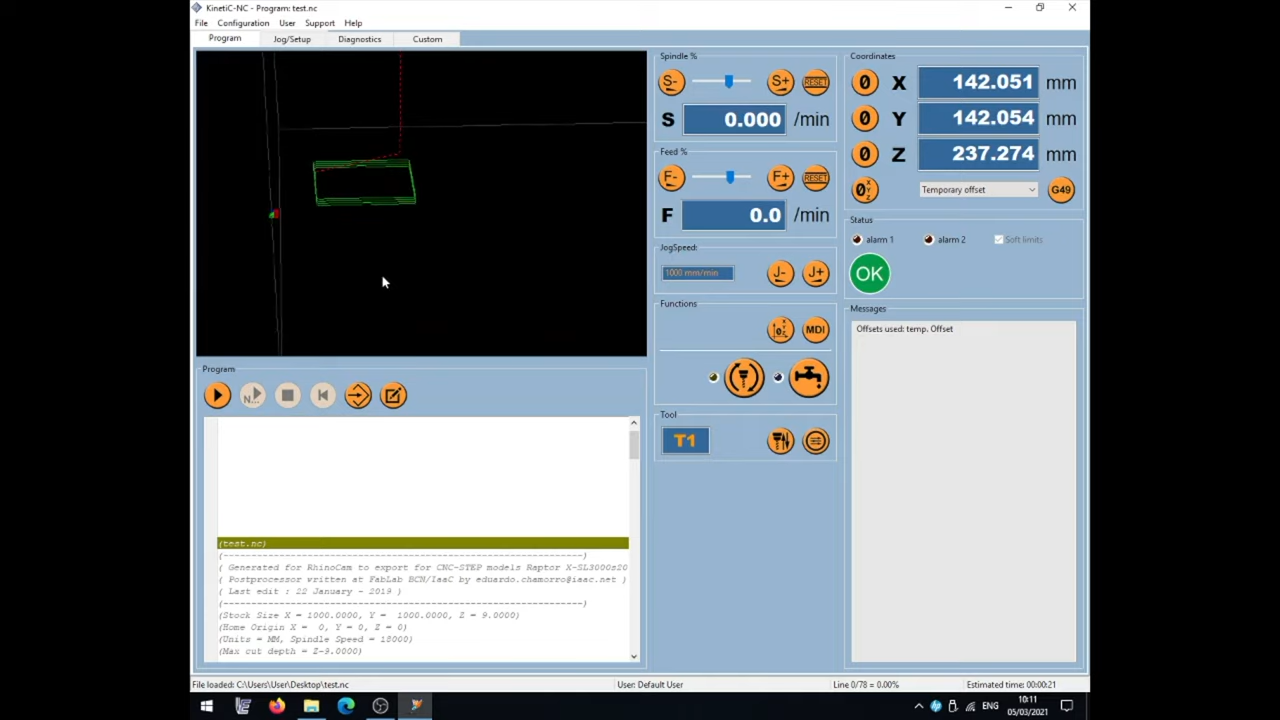 KinetiC-NC - Program: test.nc
File Configuration User Support Help
Program Jog/Setup Diagnostics Custom
Spindle %
S- S+ RESET
S 0.000 /min
Feed %
F- F+ RESET
F 0.0 /min
JogSpeed:
1000 mm/min J- J+
Functions
MDI
Tool
T1
Coordinates
0 X 142.051 mm
0 Y 142.054 mm
0 Z 237.274 mm
Temporary offset G49
Status
alarm 1 alarm 2 Soft limits
OK
Messages
Offsets used: temp. Offset
Program
N...
(test.nc)
(-----------------------------------------------------------)
( Generated for RhinoCam to export for CNC-STEP models Raptor X-SL3000s20
( Postprocessor vritten at FabLab BCN/IaaC by eduardo.chamorro@iaac.net )
( Last edit : 22 January - 2019 )
(-----------------------------------------------------------)
(Stock Size X = 1000.0000, Y = 1000.0000, Z = 9.0000)
(Home Origin X = 0, Y = 0, Z = 0)
(Units = MM, Spindle Speed = 18000)
(Max cut depth = Z-9.0000)
File loaded: C:\Users\User\Desktop\test.nc User: Default User Line 0/78 = 0.00% Estimated time: 00:00:21
ENG 10:11
05/03/2021